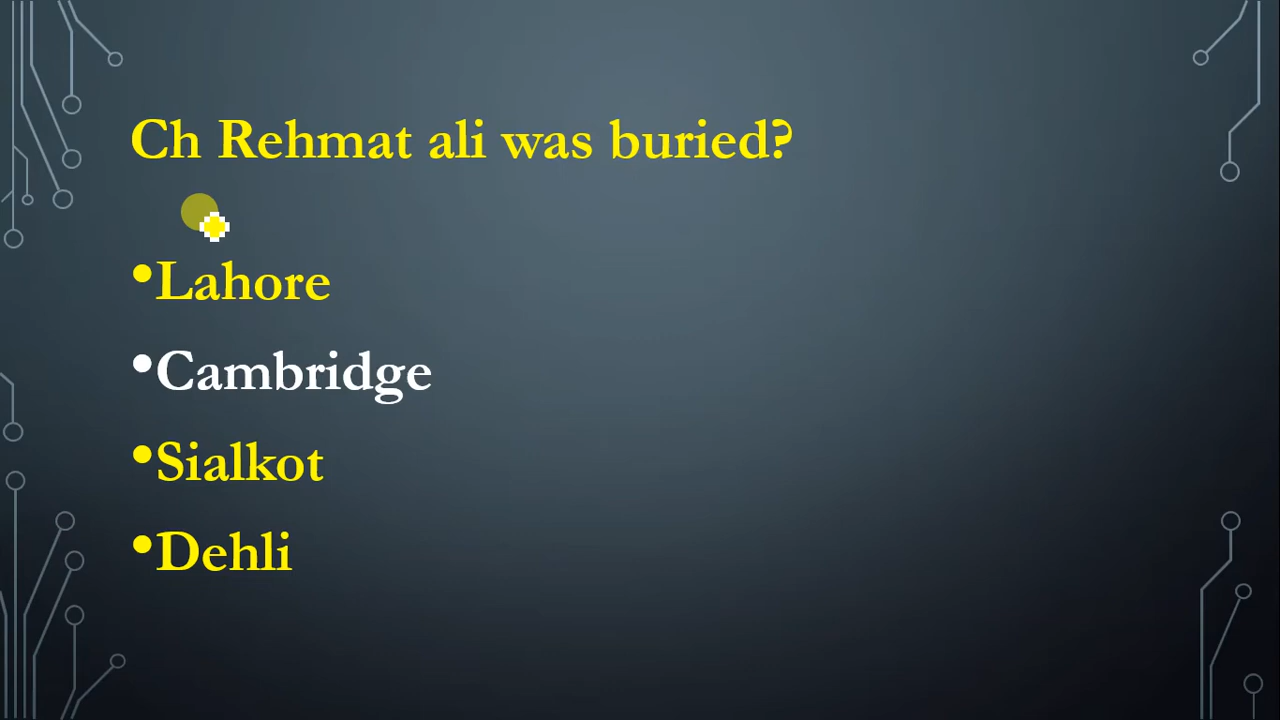 Ch Rehmat ali was buried?
•Lahore
•Cambridge
•Sialkot
•Dehli